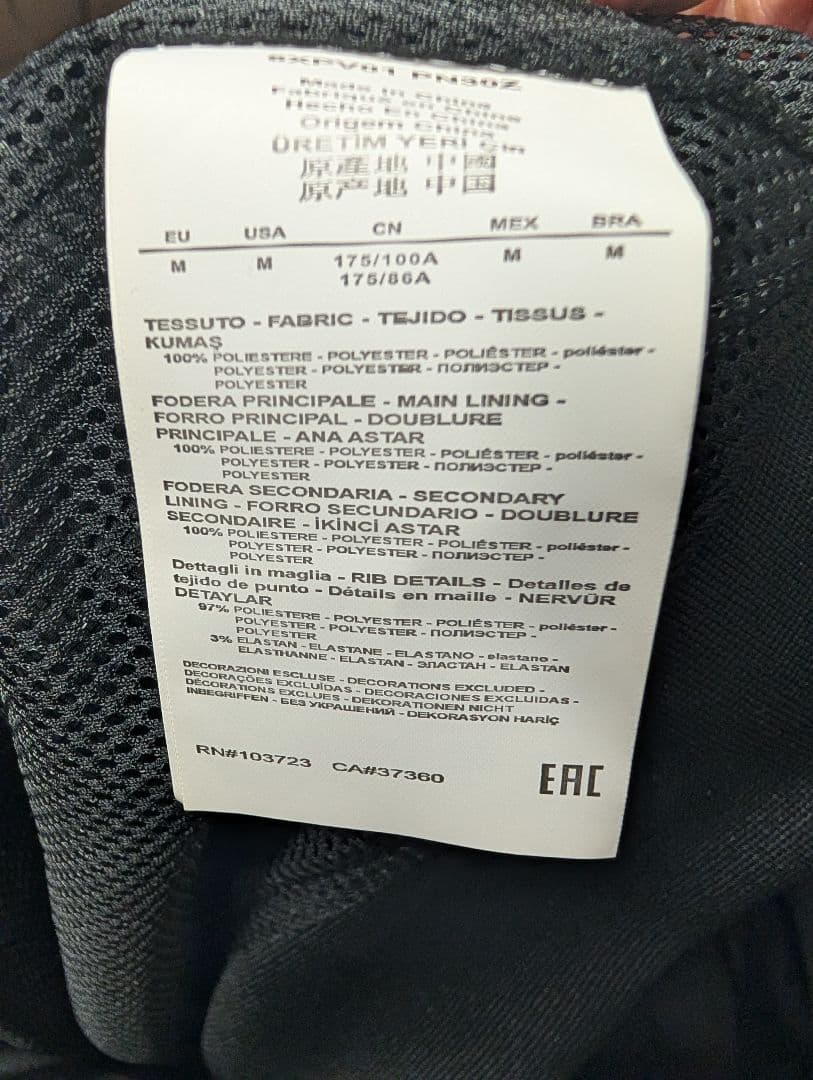 Made in China
Fabriqué en Chine
Hecho En China
Origem China
ÜRETİM YERİ Çin
原產地 中國
原产地 中国
EU USA CN MEX BRA
M M 175/100A M M
175/86A
TESSUTO - FABRIC - TEJIDO - TISSUS -
KUMAŞ
100% POLIESTERE - POLYESTER - POLIÉSTER - poliéster -
POLYESTER - POLYESTER - ПОЛИЭСТЕР -
POLYESTER
FODERA PRINCIPALE - MAIN LINING -
FORRO PRINCIPAL - DOUBLURE
PRINCIPALE - ANA ASTAR
100% POLIESTERE - POLYESTER - POLIÉSTER - poliéster -
POLYESTER - POLYESTER - ПОЛИЭСТЕР -
POLYESTER
FODERA SECONDARIA - SECONDARY
LINING - FORRO SECUNDARIO - DOUBLURE
SECONDAIRE - İKİNCİ ASTAR
100% POLIESTERE - POLYESTER - POLIÉSTER - poliéster -
POLYESTER - POLYESTER - ПОЛИЭСТЕР -
POLYESTER
Dettagli in maglia - RIB DETAILS - Detalles de
tejido de punto - Détails en maille - NERVÜR
DETAYLAR
97% POLIESTERE - POLYESTER - POLIÉSTER - poliéster -
POLYESTER - POLYESTER - ПОЛИЭСТЕР -
POLYESTER
3% ELASTAN - ELASTANE - ELASTANO - elastano -
ELASTHANNE - ELASTAN - ЭЛАСТАН - ELASTAN
DECORAZIONI ESCLUSE - DECORATIONS EXCLUDED -
DECORAÇÕES EXCLUÍDAS - DECORACIONES EXCLUIDAS -
DÉCORATIONS EXCLUES - DEKORATIONEN NICHT
INBEGRIFFEN - БЕЗ УКРАШЕНИЙ - DEKORASYON HARİÇ
RN#103723 CA#37360
EAC